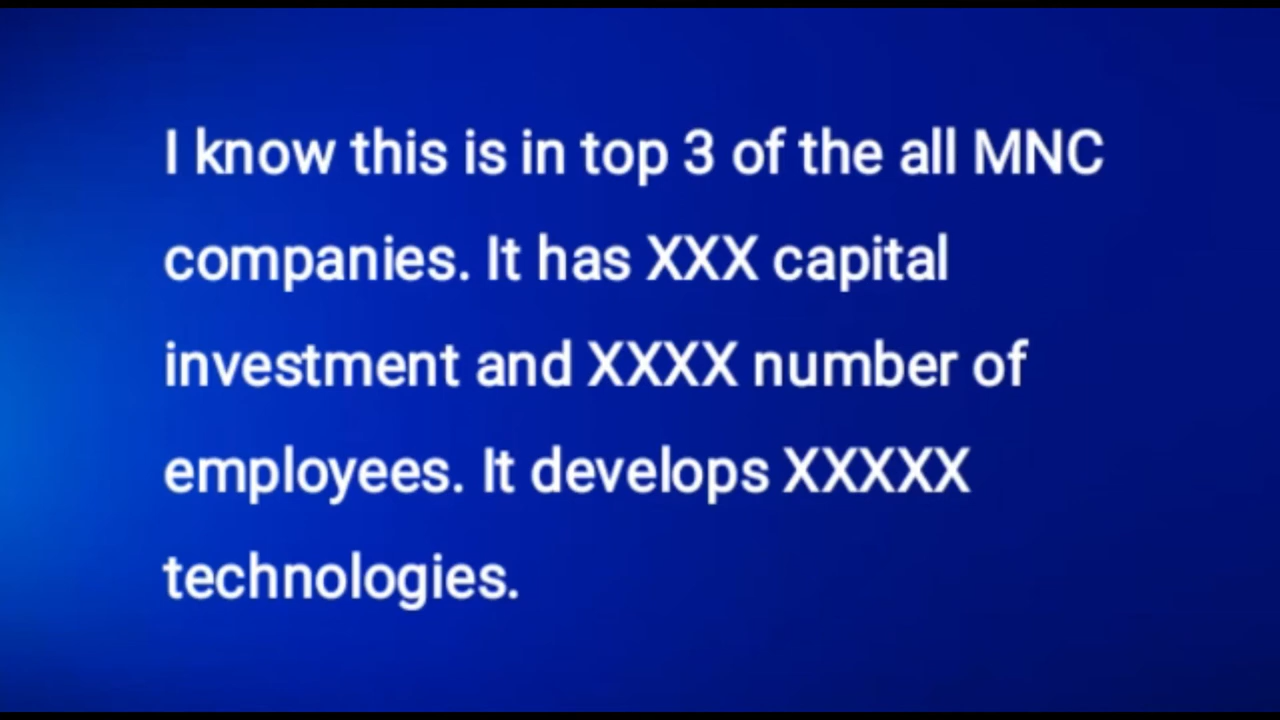 I know this is in top 3 of the all MNC
companies. It has XXX capital
investment and XXXX number of
employees. It develops XXXXX
technologies.